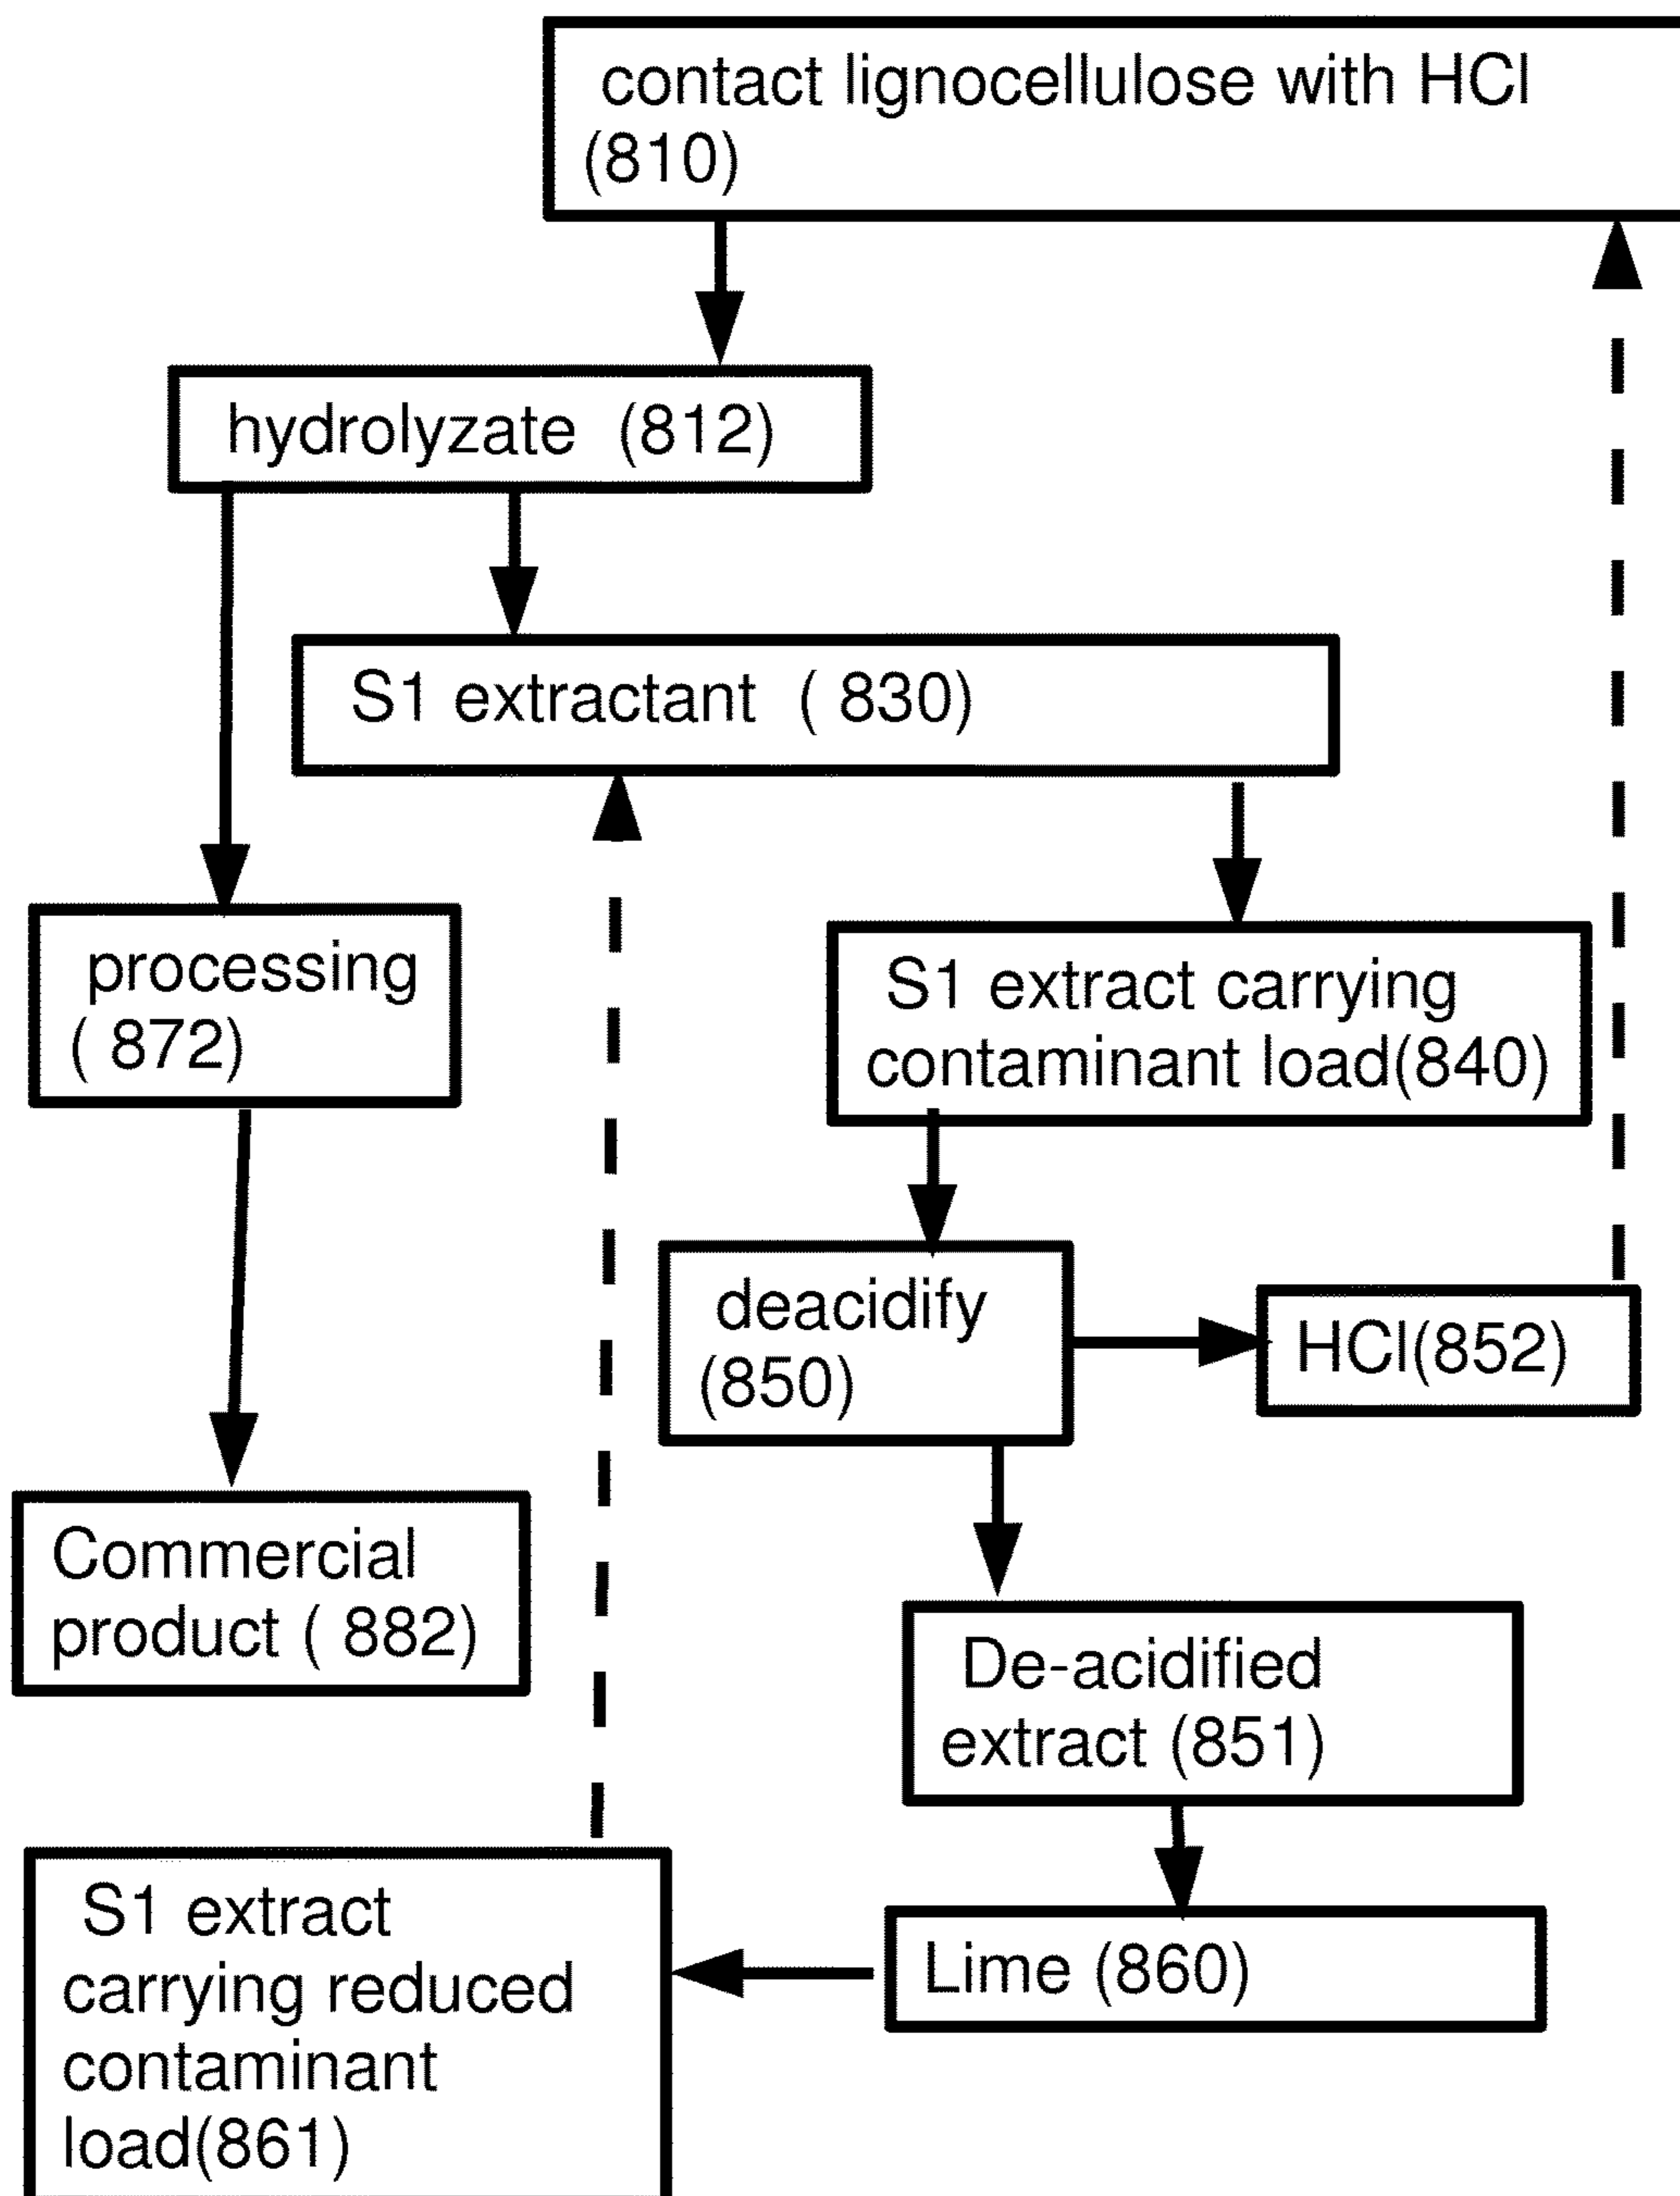 contact lignocellulose with HCl
(810)
hydrolyzate (812)
S1 extractant ( 830)
processing
( 872)
S1 extract carrying
contaminant load(840)
deacidify
(850)
HCl(852)
Commercial
product ( 882)
De-acidified
extract (851)
S1 extract
carrying reduced
contaminant
load(861)
Lime (860)